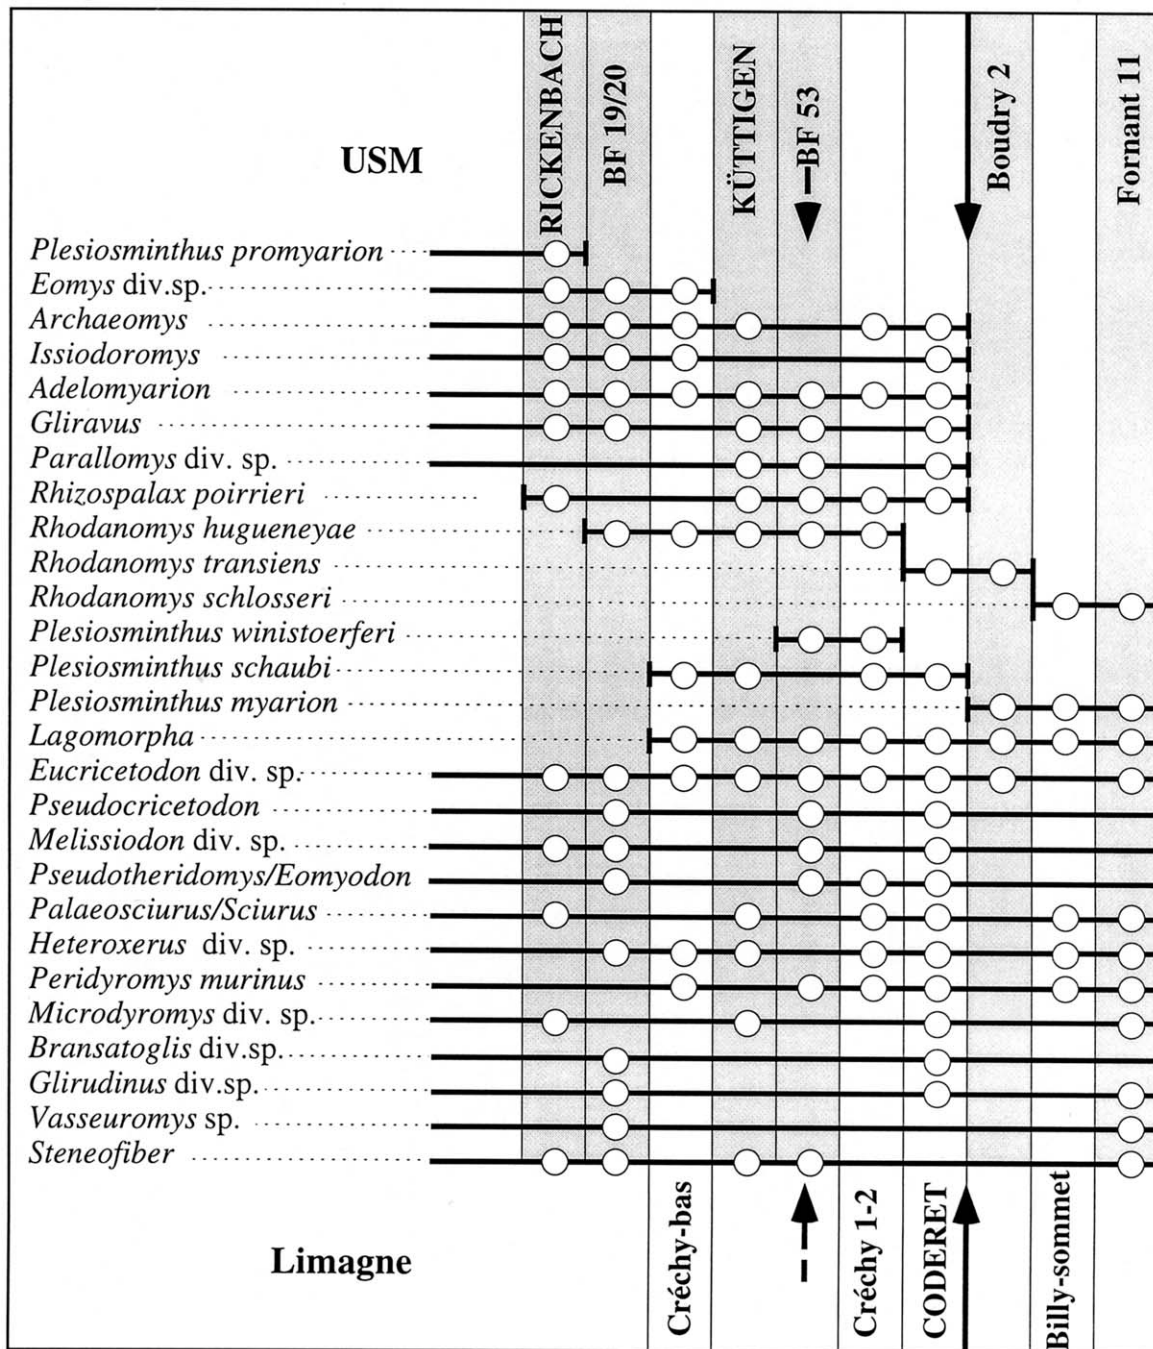 USM
RICKENBACH
BF 19/20
KÜTTIGEN
BF 53
Boudry 2
Fornant 11
Plesiosminthus promyarion
Eomys div.sp.
Archaeomys
Issiodoromys
Adelomyarion
Gliravus
Parallomys div. sp.
Rhizospalax poirrieri
Rhodanomys hugueneyae
Rhodanomys transiens
Rhodanomys schlosseri
Plesiosminthus winistoerferi
Plesiosminthus schaubi
Plesiosminthus myarion
Lagomorpha
Eucricetodon div. sp.
Pseudocricetodon
Melissiodon div. sp.
Pseudotheridomys/Eomyodon
Palaeosciurus/Sciurus
Heteroxerus div. sp.
Peridyromys murinus
Microdyromys div. sp.
Bransatoglis div.sp.
Glirudinus div.sp.
Vasseuromys sp.
Steneofiber
Limagne
Créchy-bas
Créchy 1-2
CODERET
Billy-sommet